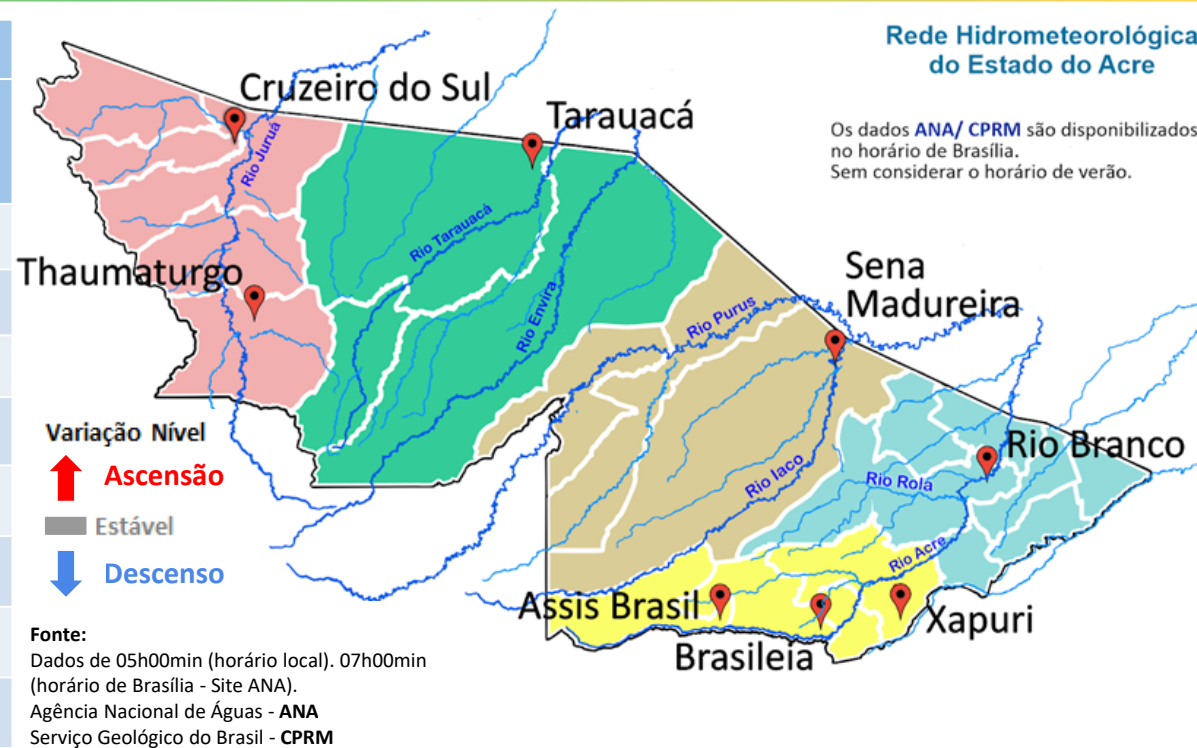 Rede Hidrometeorológica
do Estado do Acre
Os dados ANA/ CPRM são disponibilizados
no horário de Brasília.
Sem considerar o horário de verão.
Cruzeiro do Sul
Tarauacá
Rio Juruá
Rio Tarauacá
Thaumaturgo
Rio Envira
Sena
Madureira
Rio Purus
Variação Nível
Ascensão
Estável
Descenso
Rio Branco
Rio Iaco
Rio Rola
Rio Acre
Assis Brasil
Xapuri
Brasileia
Fonte:
Dados de 05h00min (horário local). 07h00min
(horário de Brasília - Site ANA).
Agência Nacional de Águas - ANA
Serviço Geológico do Brasil - CPRM